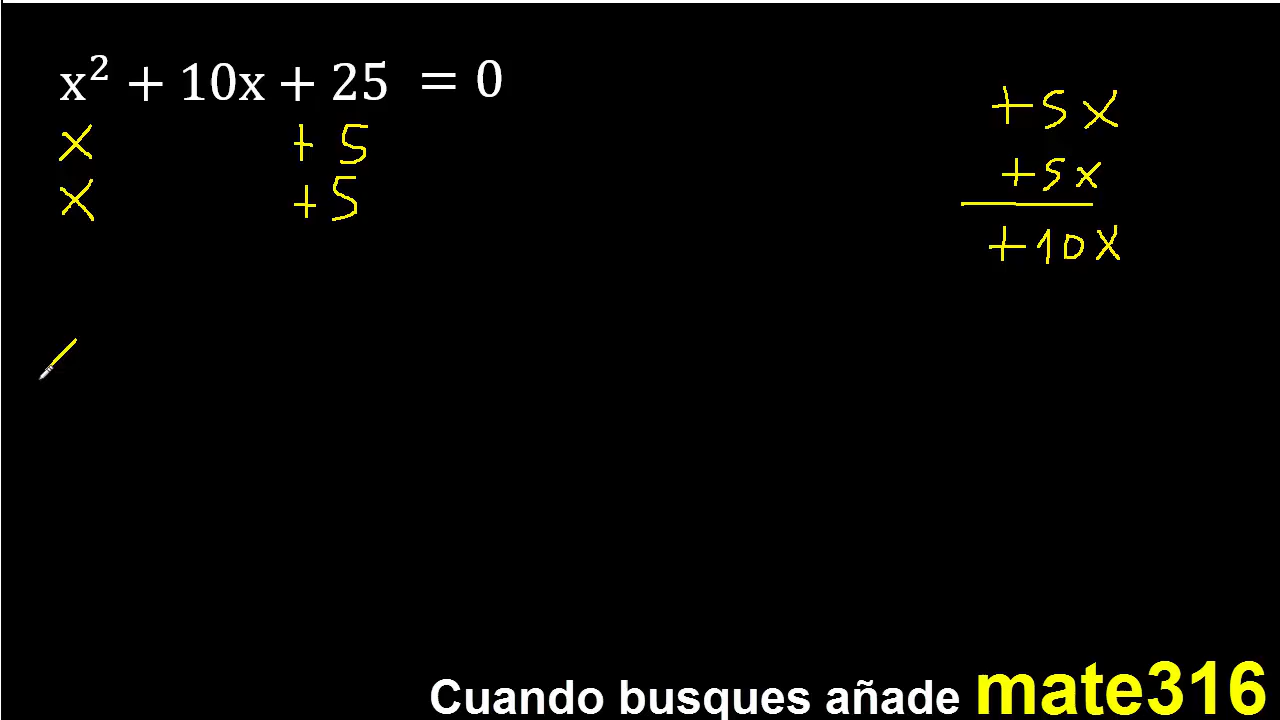 x² + 10x + 25 = 0
x + 5
x + 5
+5x
+5x
+10x
Cuando busques añade mate316